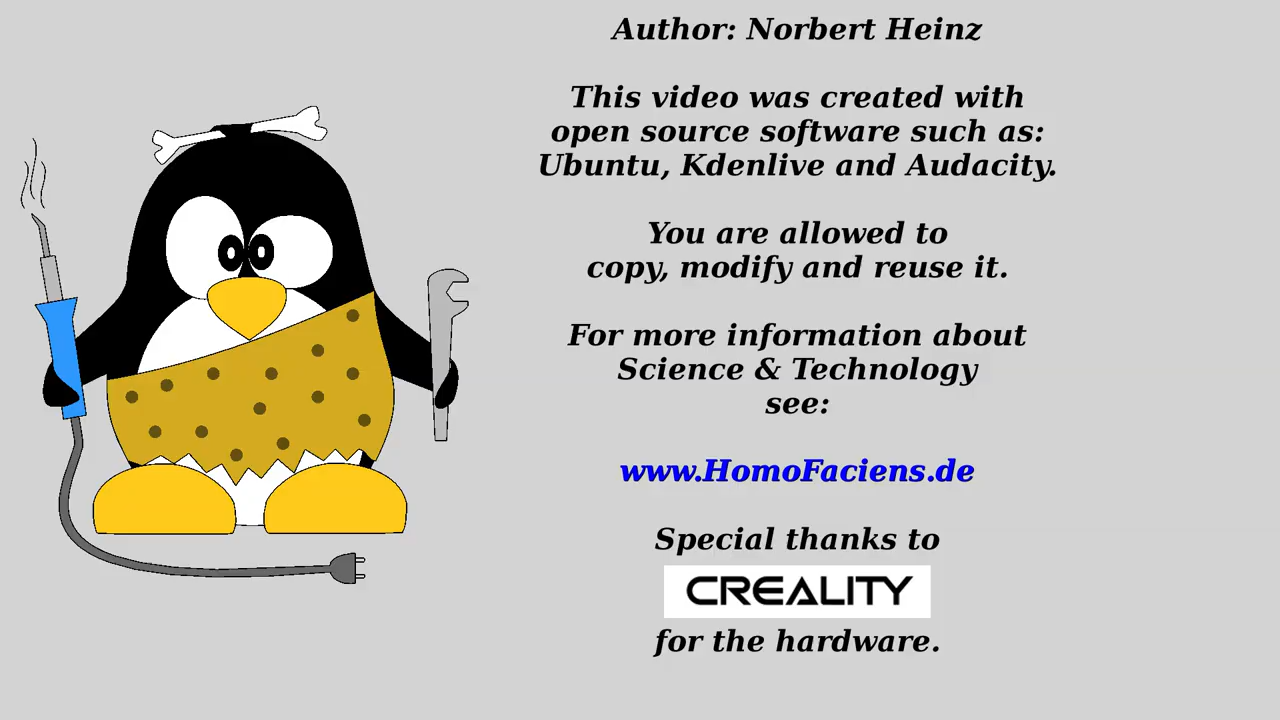 Author: Norbert Heinz
This video was created with
open source software such as:
Ubuntu, Kdenlive and Audacity.
You are allowed to
copy, modify and reuse it.
For more information about
Science & Technology
see:
www.HomoFaciens.de
Special thanks to
CREALITY
for the hardware.